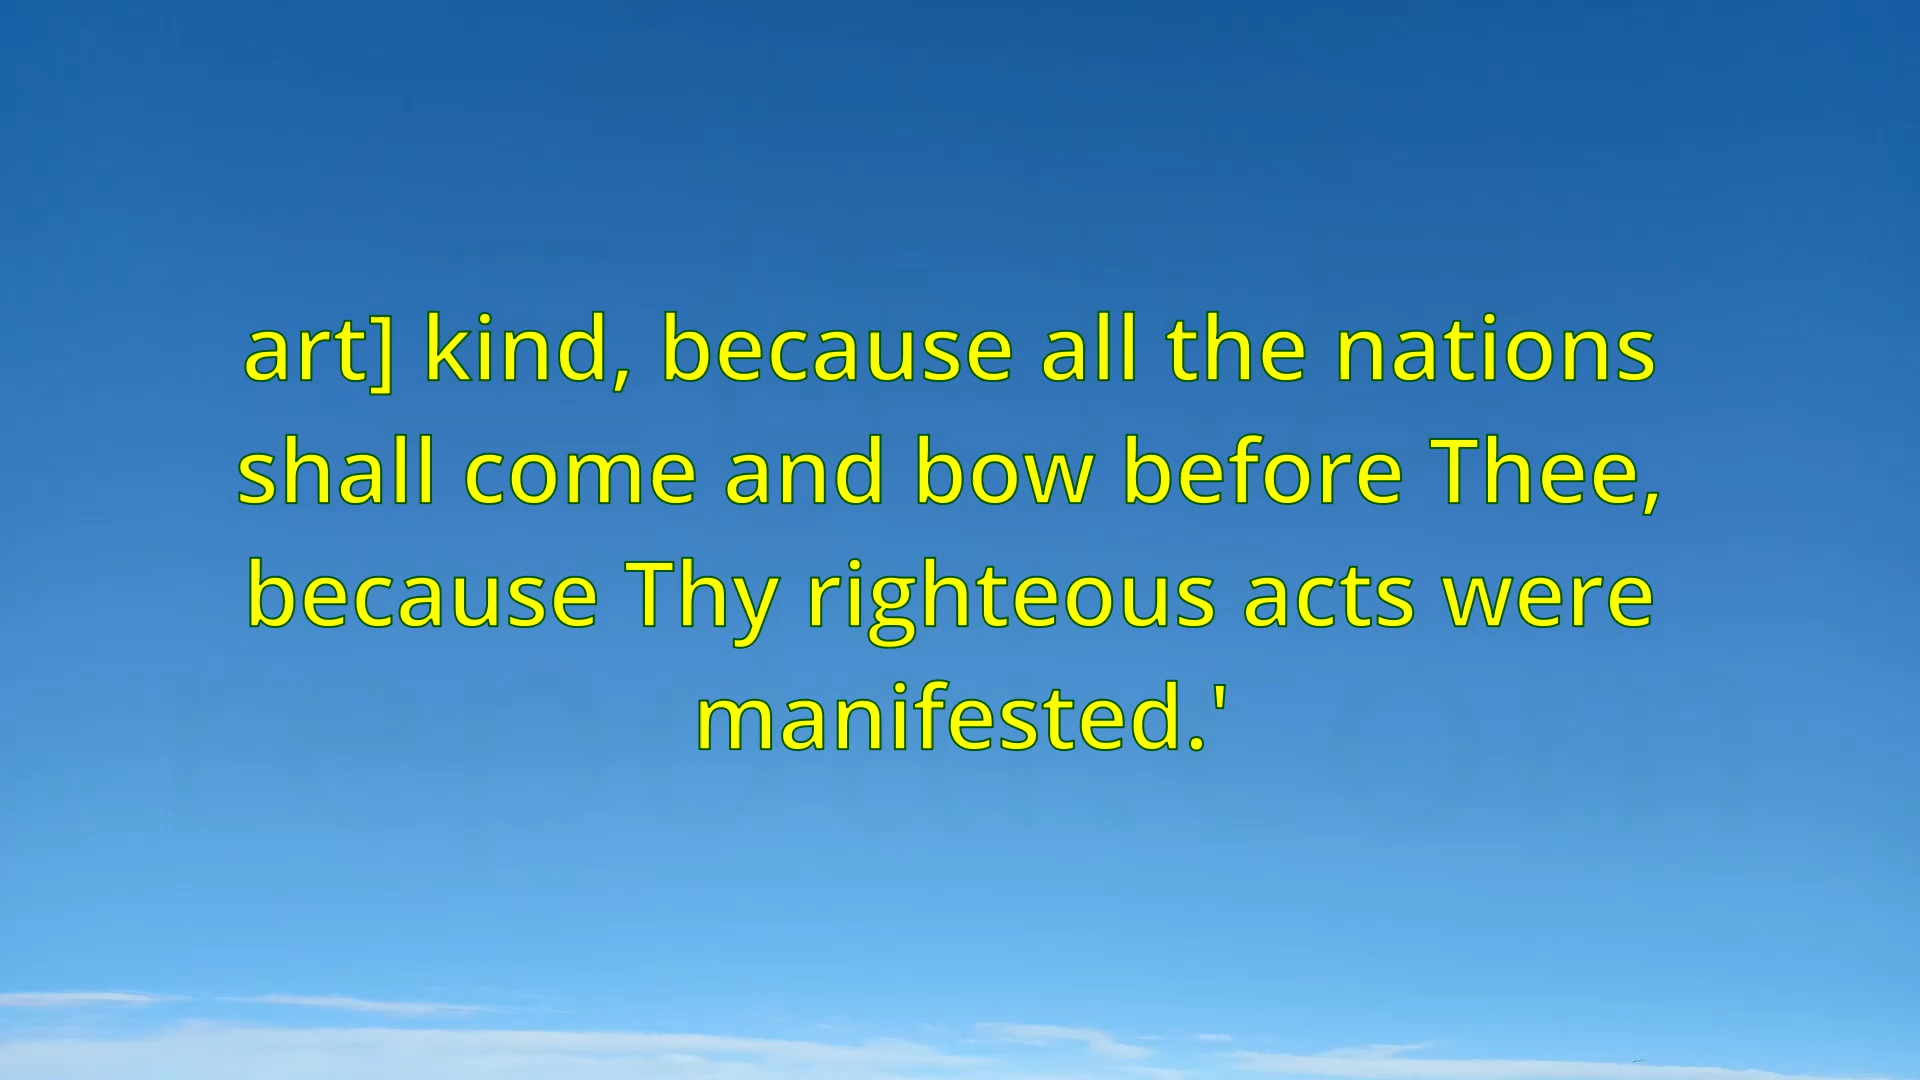 art] kind, because all the nations
shall come and bow before Thee,
because Thy righteous acts were
manifested.'